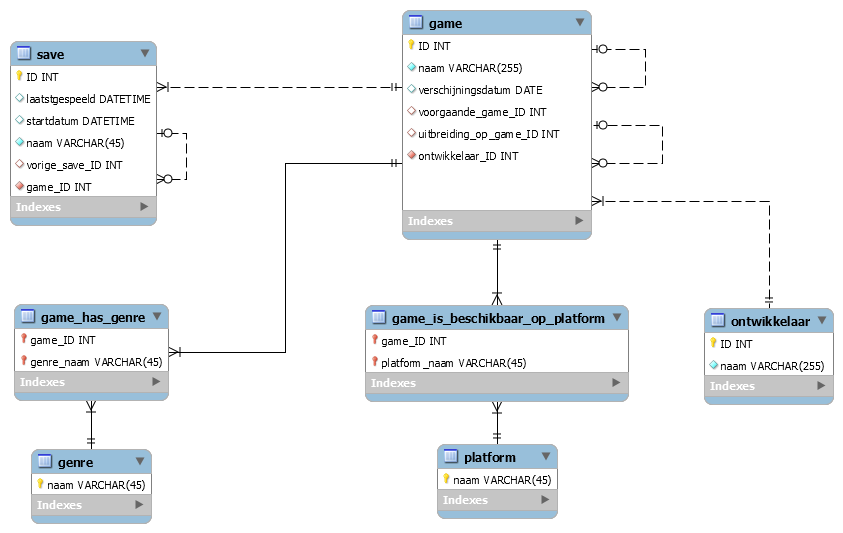 game
ID INT
naam VARCHAR(255)
verschijningsdatum DATE
voorgaande_game_ID INT
uitbreiding_op_game_ID INT
ontwikkelaar_ID INT
Indexes
save
ID INT
laatstgespeeld DATETIME
startdatum DATETIME
naam VARCHAR(45)
vorige_save_ID INT
game_ID INT
Indexes
game_has_genre
game_ID INT
genre_naam VARCHAR(45)
Indexes
game_is_beschikbaar_op_platform
game_ID INT
platform_naam VARCHAR(45)
Indexes
ontwikkelaar
ID INT
naam VARCHAR(255)
Indexes
genre
naam VARCHAR(45)
Indexes
platform
naam VARCHAR(45)
Indexes